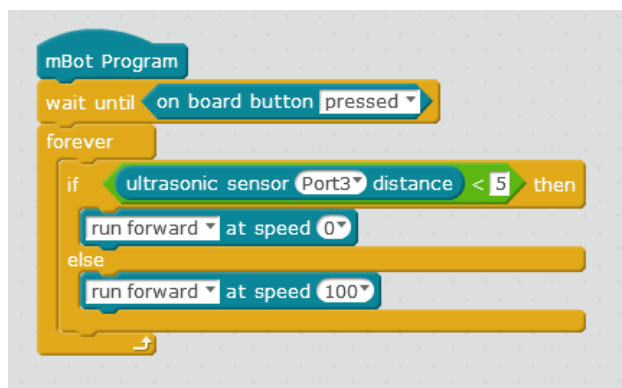 mBot Program
wait until on board button pressed
forever
if ultrasonic sensor Port3 distance < 5 then
run forward at speed 0
else
run forward at speed 100